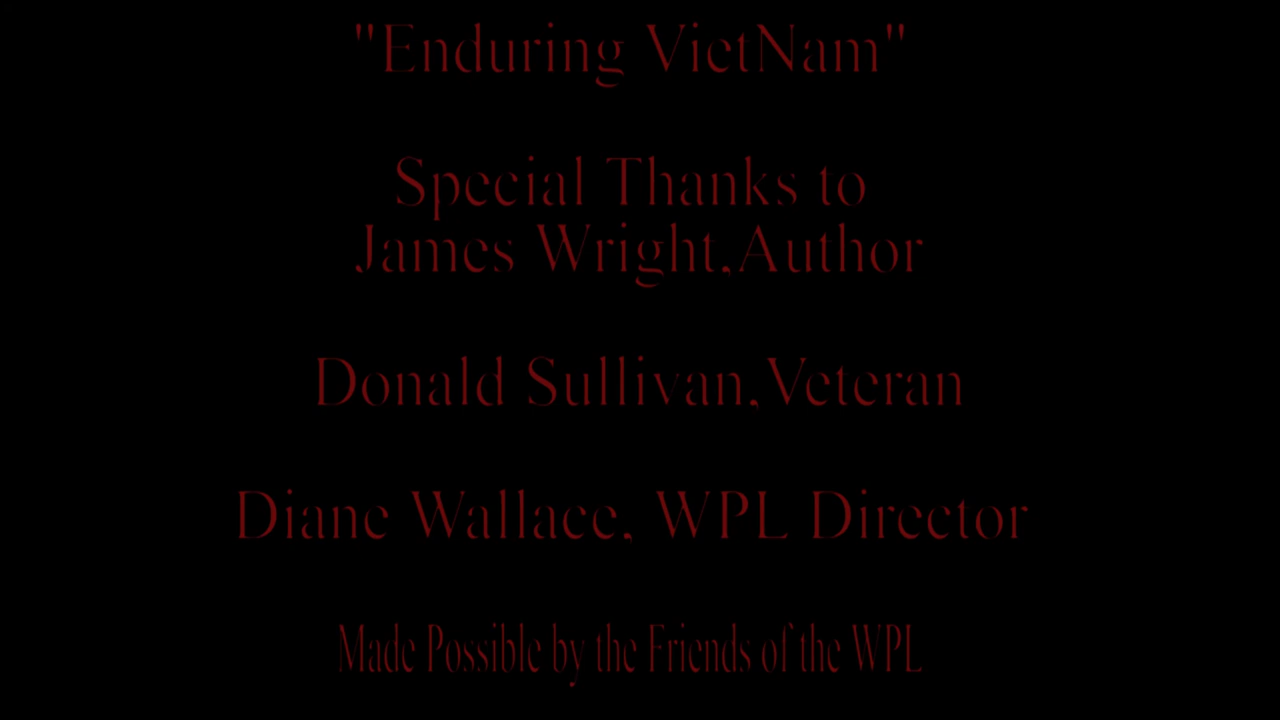 "Enduring VietNam"
Special Thanks to
James Wright,Author
Donald Sullivan,Veteran
Diane Wallace, WPL Director
Made Possible by the Friends of the WPL